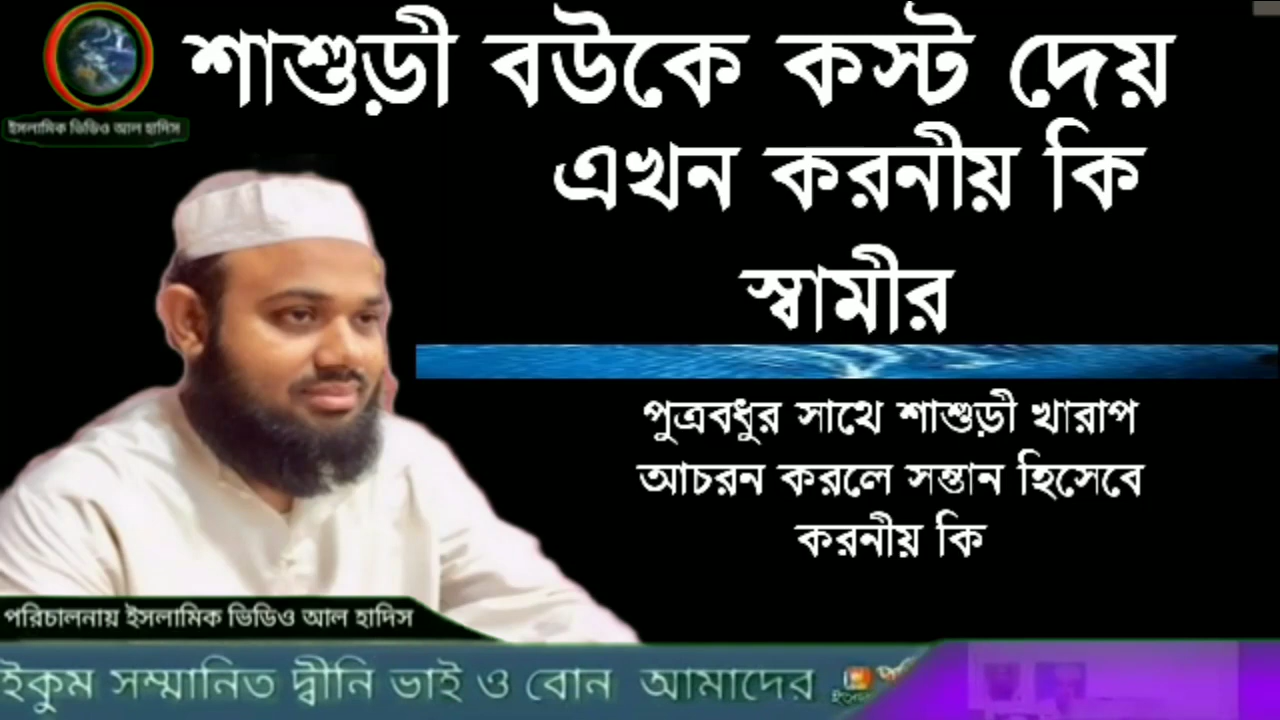 শাশুড়ী বউকে কস্ট দেয়
এখন করনীয় কি
স্বামীর
ইসলামিক ভিডিও আল হাদিস
পুত্রবধুর সাথে শাশুড়ী খারাপ
আচরন করলে সন্তান হিসেবে
করনীয় কি
পরিচালনায় ইসলামিক ভিডিও আল হাদিস
ইকুম সম্মানিত দ্বীনি ভাই ও বোন আমাদের